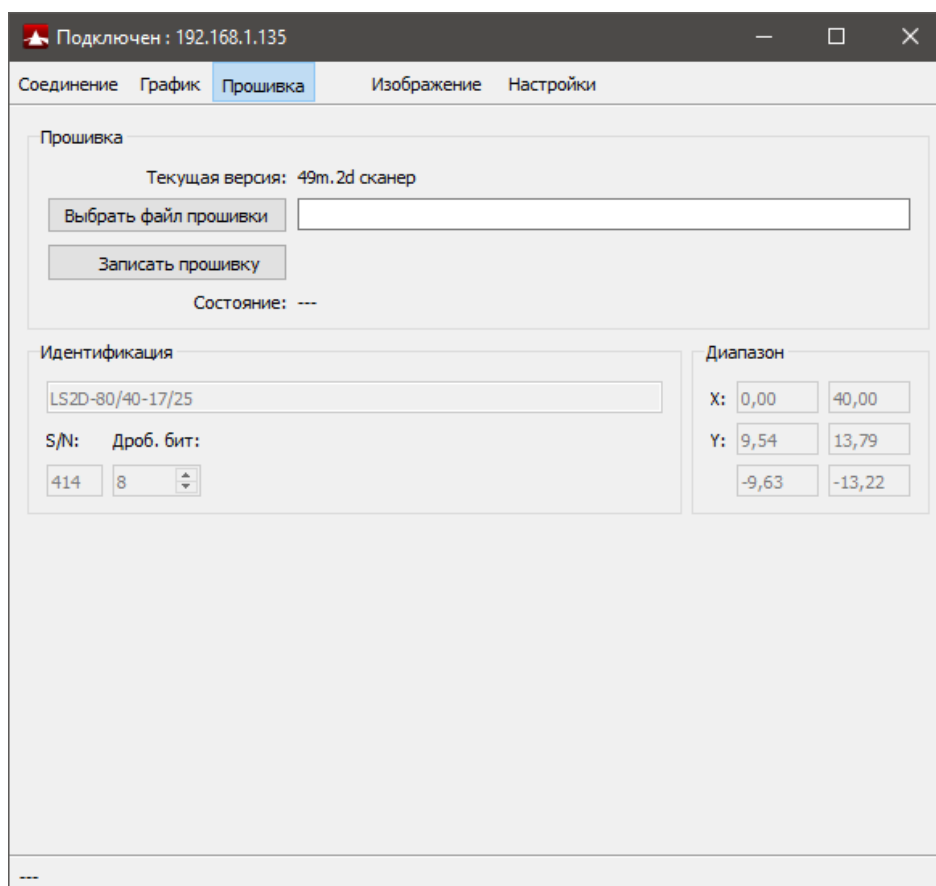 Подключен : 192.168.1.135
Соединение График Прошивка Изображение Настройки
Прошивка
Текущая версия: 49m.2d сканер
Выбрать файл прошивки
Записать прошивку
Состояние: ---
Идентификация
LS2D-80/40-17/25
S/N: Дроб. бит:
414 8
Диапазон
X: 0,00 40,00
Y: 9,54 13,79
-9,63 -13,22
---